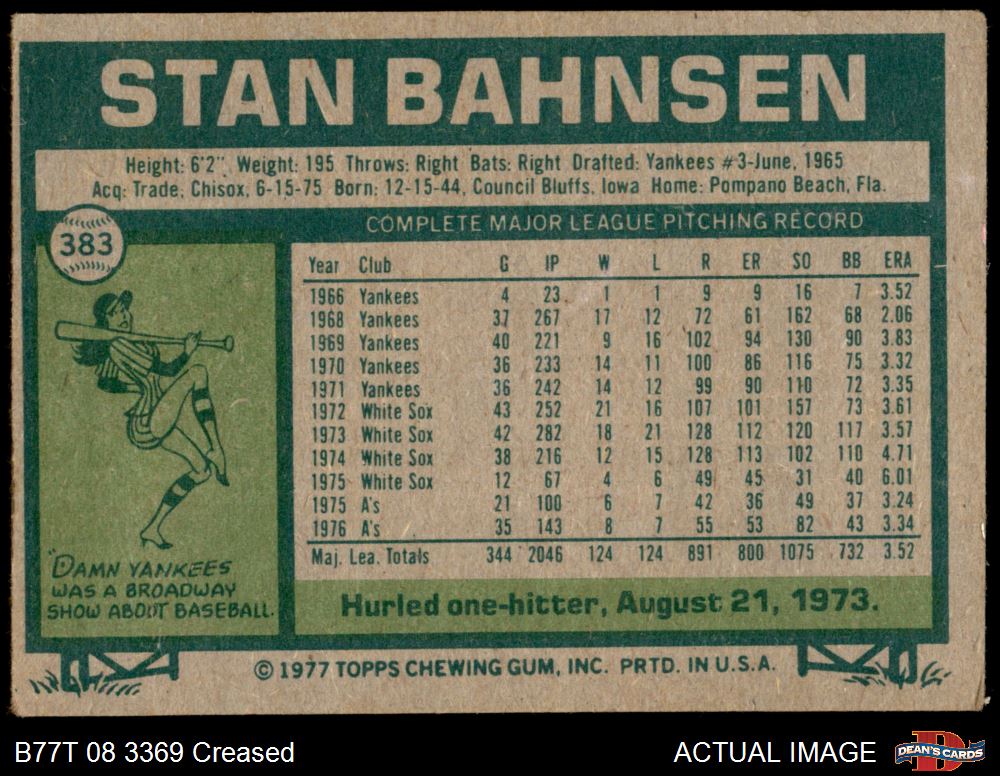 STAN BAHNSEN
Height: 6'2" Weight: 195 Throws: Right Bats: Right Drafted: Yankees #3-June, 1965
Acq: Trade, Chisox, 6-15-75 Born: 12-15-44, Council Bluffs, Iowa Home: Pompano Beach, Fla.
383
COMPLETE MAJOR LEAGUE PITCHING RECORD
Year Club G IP W L R ER SO BB ERA
1966 Yankees 4 23 1 1 9 9 16 7 3.52
1968 Yankees 37 267 17 12 72 61 162 68 2.06
1969 Yankees 40 221 9 16 102 94 130 90 3.83
1970 Yankees 36 233 14 11 100 86 116 75 3.32
1971 Yankees 36 242 14 12 99 90 110 72 3.35
1972 White Sox 43 252 21 16 107 101 157 73 3.61
1973 White Sox 42 282 18 21 128 112 120 117 3.57
1974 White Sox 38 216 12 15 128 113 102 110 4.71
1975 White Sox 12 67 4 6 49 45 31 40 6.01
1975 A's 21 100 6 7 42 36 49 37 3.24
1976 A's 35 143 8 7 55 53 82 43 3.34
Maj. Lea. Totals 344 2046 124 124 891 800 1075 732 3.52
"DAMN YANKEES
WAS A BROADWAY
SHOW ABOUT BASEBALL.
Hurled one-hitter, August 21, 1973.
© 1977 TOPPS CHEWING GUM, INC. PRTD. IN U.S.A.
B77T 08 3369 Creased
ACTUAL IMAGE
D
DEAN'S CARDS